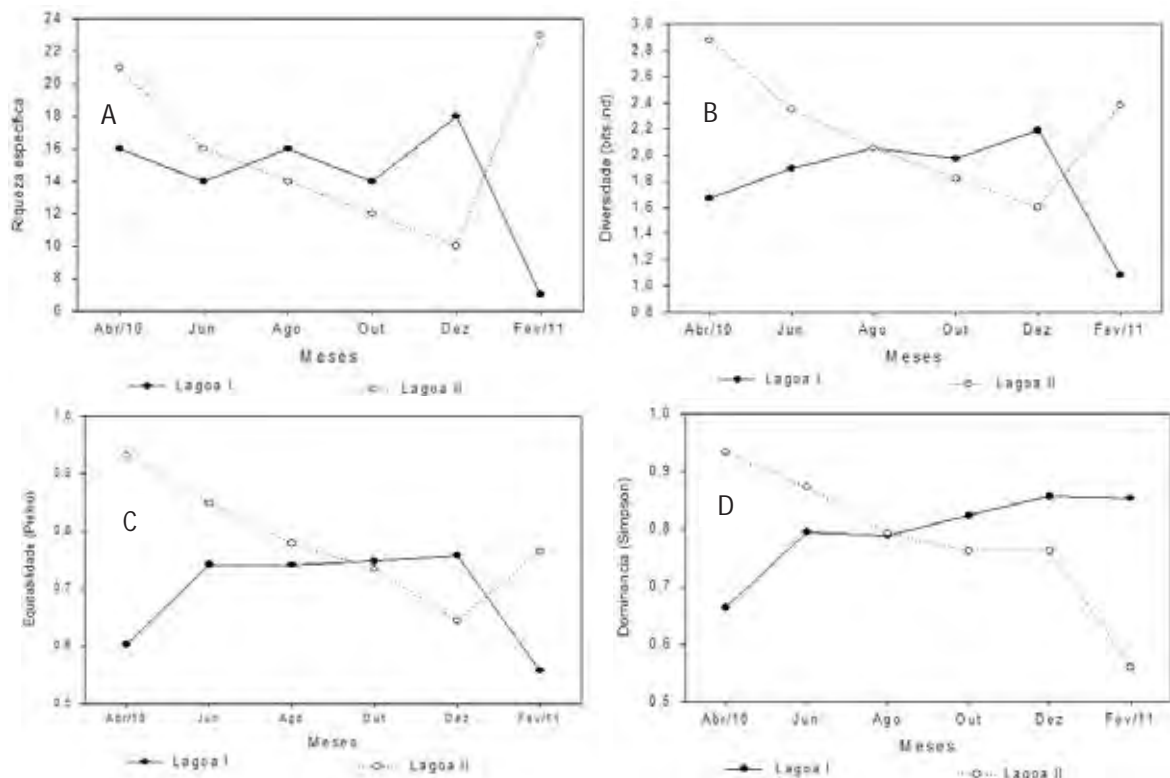 Riqueza específica
24
22
20
18
16
14
12
10
8
6
A
Abr/10 Jun Ago Out Dez Fev/11
Meses
Lagoa I Lagoa II
Diversidade (bits.ind)
3.0
2.8
2.6
2.4
2.2
2.0
1.8
1.6
1.4
1.2
1.0
0.8
B
Abr/10 Jun Ago Out Dez Fev/11
Meses
Lagoa I Lagoa II
Equitabilidade (Pielou)
1.0
0.9
0.8
0.7
0.6
0.5
C
Abr/10 Jun Ago Out Dez Fev/11
Meses
Lagoa I Lagoa II
Dominancia (Simpson)
1.0
0.9
0.8
0.7
0.6
0.5
D
Abr/10 Jun Ago Out Dez Fev/11
Meses
Lagoa I Lagoa II